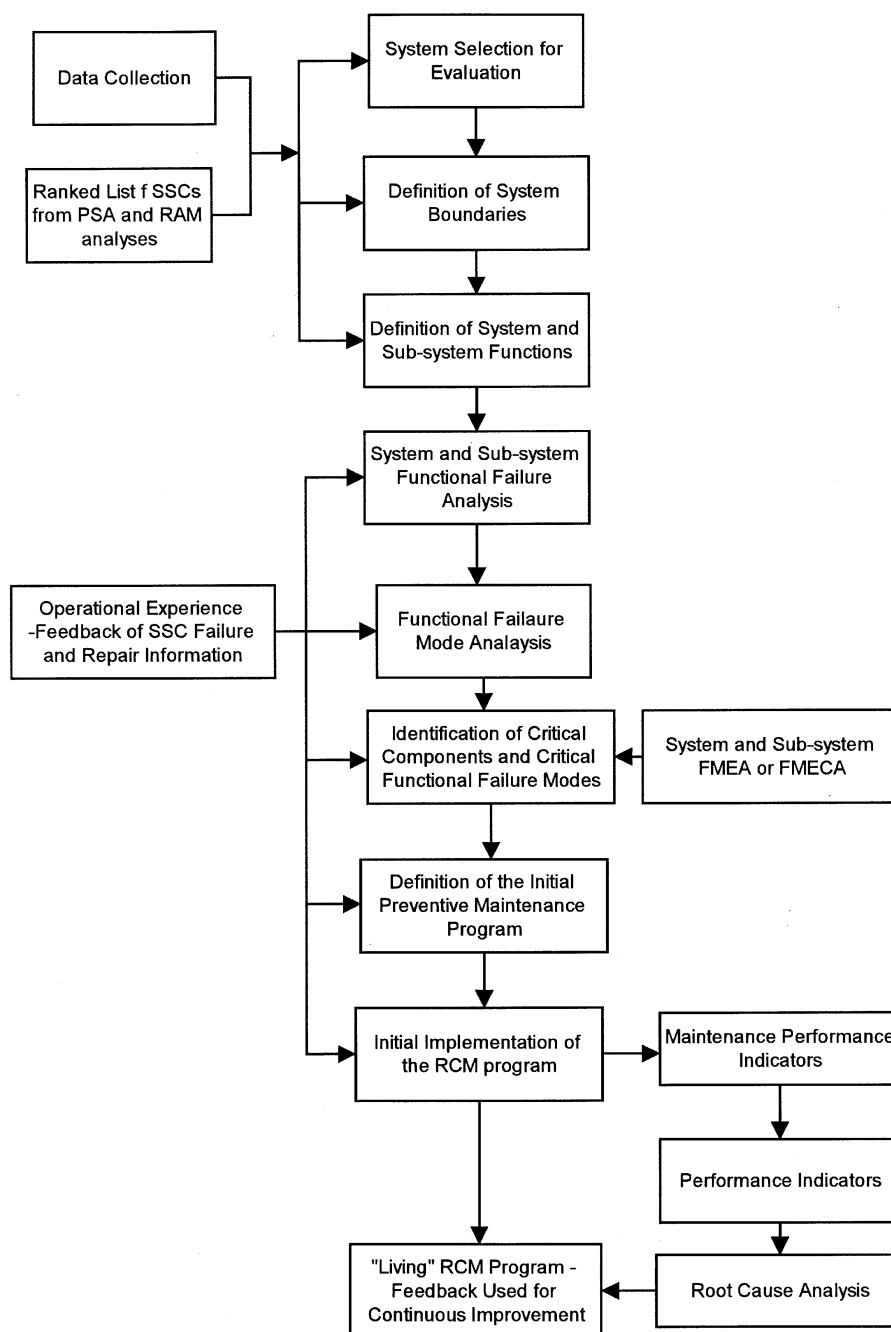 System Selection for
Evaluation
Data Collection
Ranked List f SSCs
from PSA and RAM
analyses
Definition of System
Boundaries
Definition of System and
Sub-system Functions
System and Sub-system
Functional Failure
Analysis
Operational Experience
-Feedback of SSC Failure
and Repair Information
Functional Failaure
Mode Analaysis
Identification of Critical
Components and Critical
Functional Failure Modes
System and Sub-system
FMEA or FMECA
Definition of the Initial
Preventive Maintenance
Program
Initial Implementation of
the RCM program
Maintenance Performance
Indicators
Performance Indicators
"Living" RCM Program -
Feedback Used for
Continuous Improvement
Root Cause Analysis